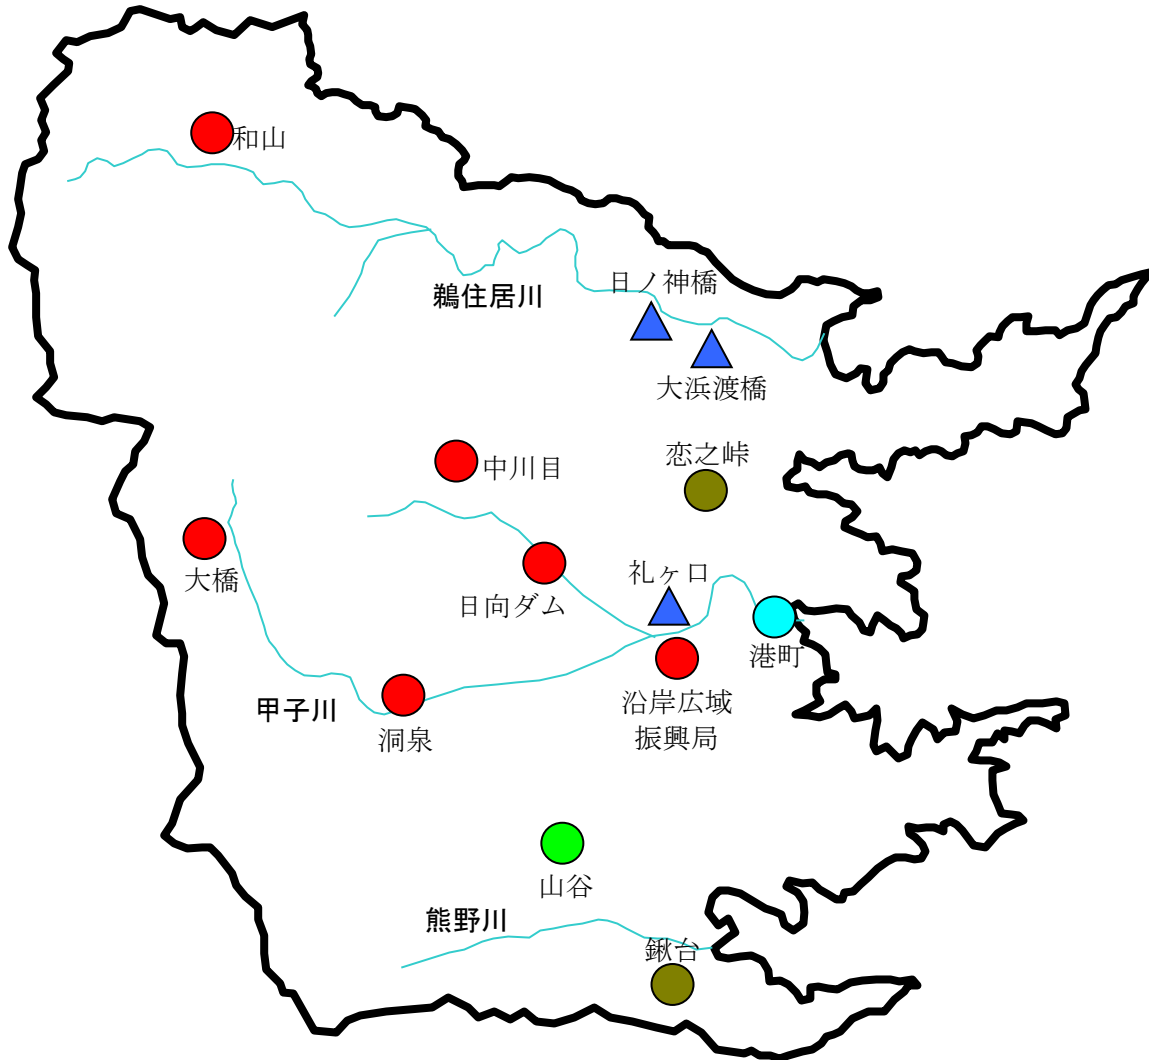 和山
日ノ神橋
鵜住居川
大浜渡橋
恋之峠
中川目
礼ヶ口
大橋
日向ダム
港町
甲子川
沿岸広域
振興局
洞泉
山谷
熊野川
鍬台